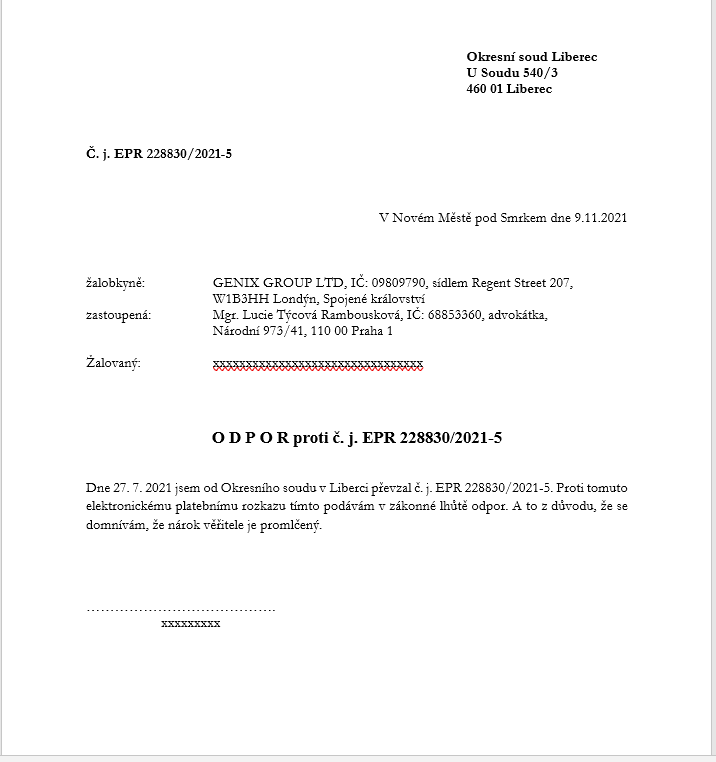 Okresní soud Liberec
U Soudu 540/3
460 01 Liberec
Č. j. EPR 228830/2021-5
V Novém Městě pod Smrkem dne 9.11.2021
žalobkyně: GENIX GROUP LTD, IČ: 09809790, sídlem Regent Street 207,
W1B3HH Londýn, Spojené království
zastoupená: Mgr. Lucie Týcová Rambousková, IČ: 68853360, advokátka,
Národní 973/41, 110 00 Praha 1
Žalovaný: xxxxxxxxxxxxxxxxxxxxxxxxxxxxxxxx
O D P O R proti č. j. EPR 228830/2021-5
Dne 27. 7. 2021 jsem od Okresního soudu v Liberci převzal č. j. EPR 228830/2021-5. Proti tomuto
elektronickému platebnímu rozkazu tímto podávám v zákonné lhůtě odpor. A to z důvodu, že se
domnívám, že nárok věřitele je promlčený.
………………………………….
xxxxxxxxx